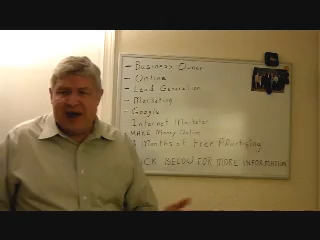 - Business Owner
- Online
- Lead Generation
- Marketing
- Google
Internet Marketer
MAKE Money Online
Months of Free Advertising
BELOW FOR MORE INFORMATION